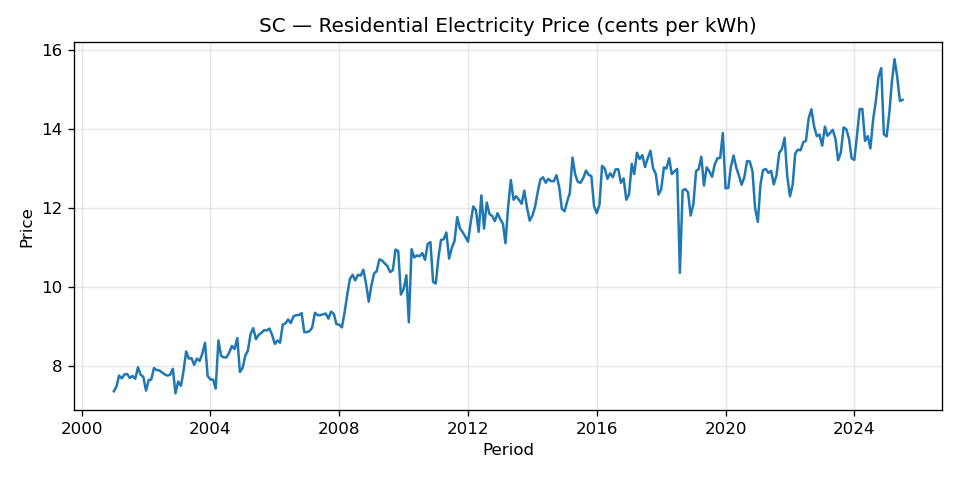 SC — Residential Electricity Price (cents per kWh)
Price
16
14
12
10
8
2000 2004 2008 2012 2016 2020 2024
Period